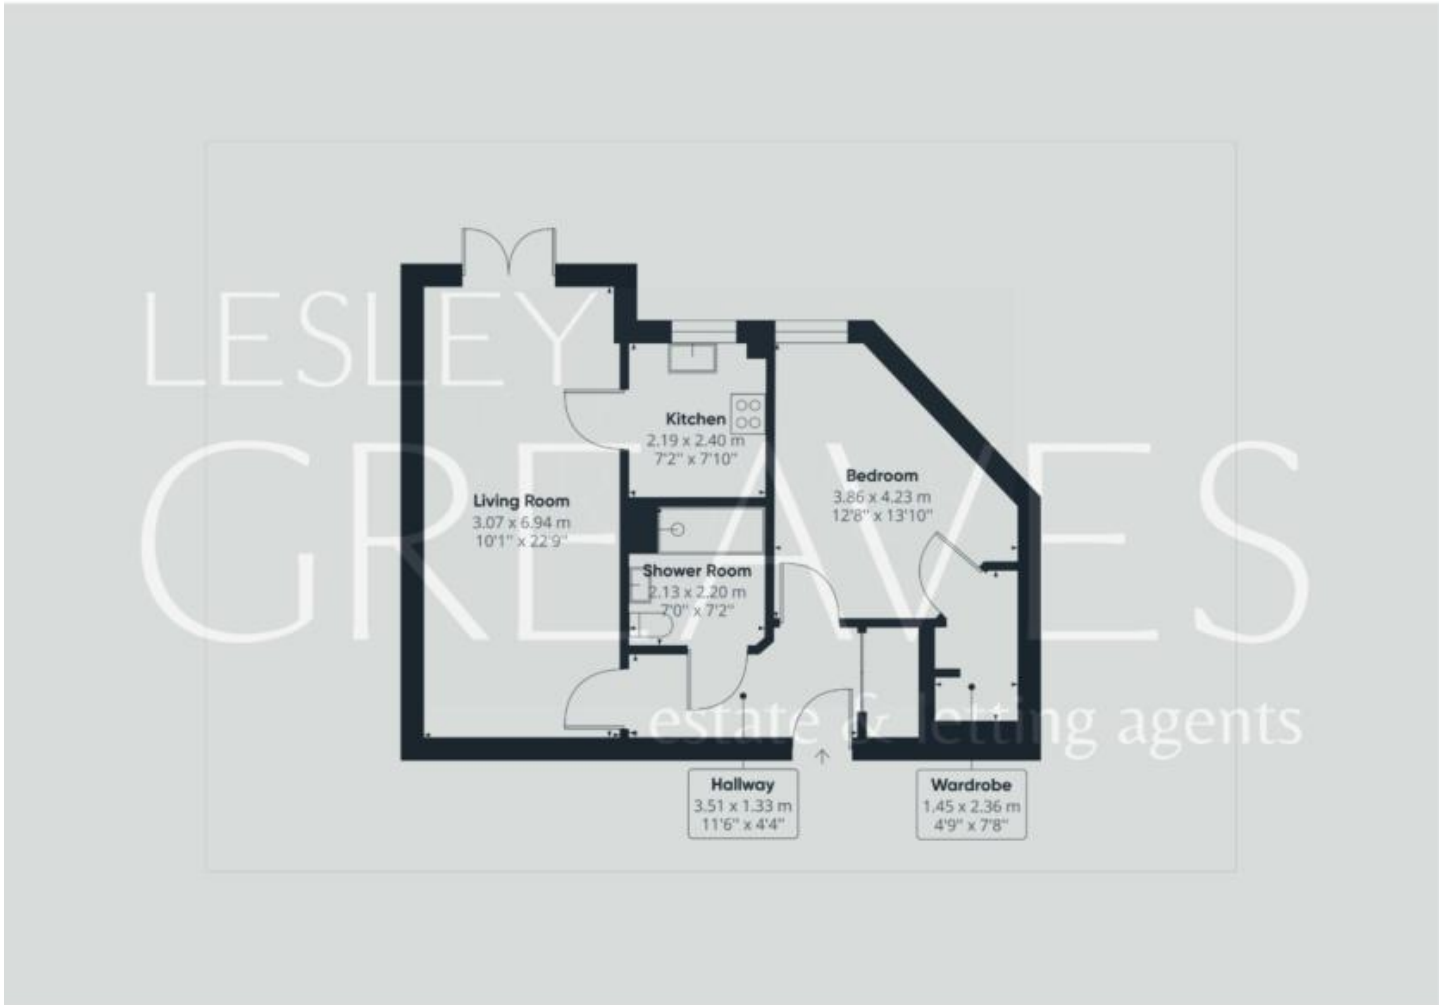 LESLEY
GREAVES
estate & letting agents
Kitchen
2.19 x 2.40 m
7'2" x 7'10"
Bedroom
3.86 x 4.23 m
12'8" x 13'10"
Living Room
3.07 x 6.94 m
10'1" x 22'9"
Shower Room
2.13 x 2.20 m
7'0" x 7'2"
Hallway
3.51 x 1.33 m
11'6" x 4'4"
Wardrobe
1.45 x 2.36 m
4'9" x 7'8"